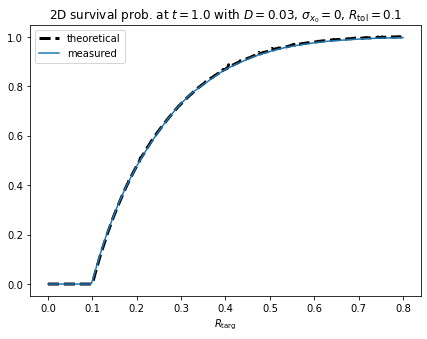 2D survival prob. at t = 1.0 with D = 0.03, σ_{x_0} = 0, R_tol = 0.1
theoretical
measured
1.0
0.8
0.6
0.4
0.2
0.0
0.0 0.1 0.2 0.3 0.4 0.5 0.6 0.7 0.8
R_targ